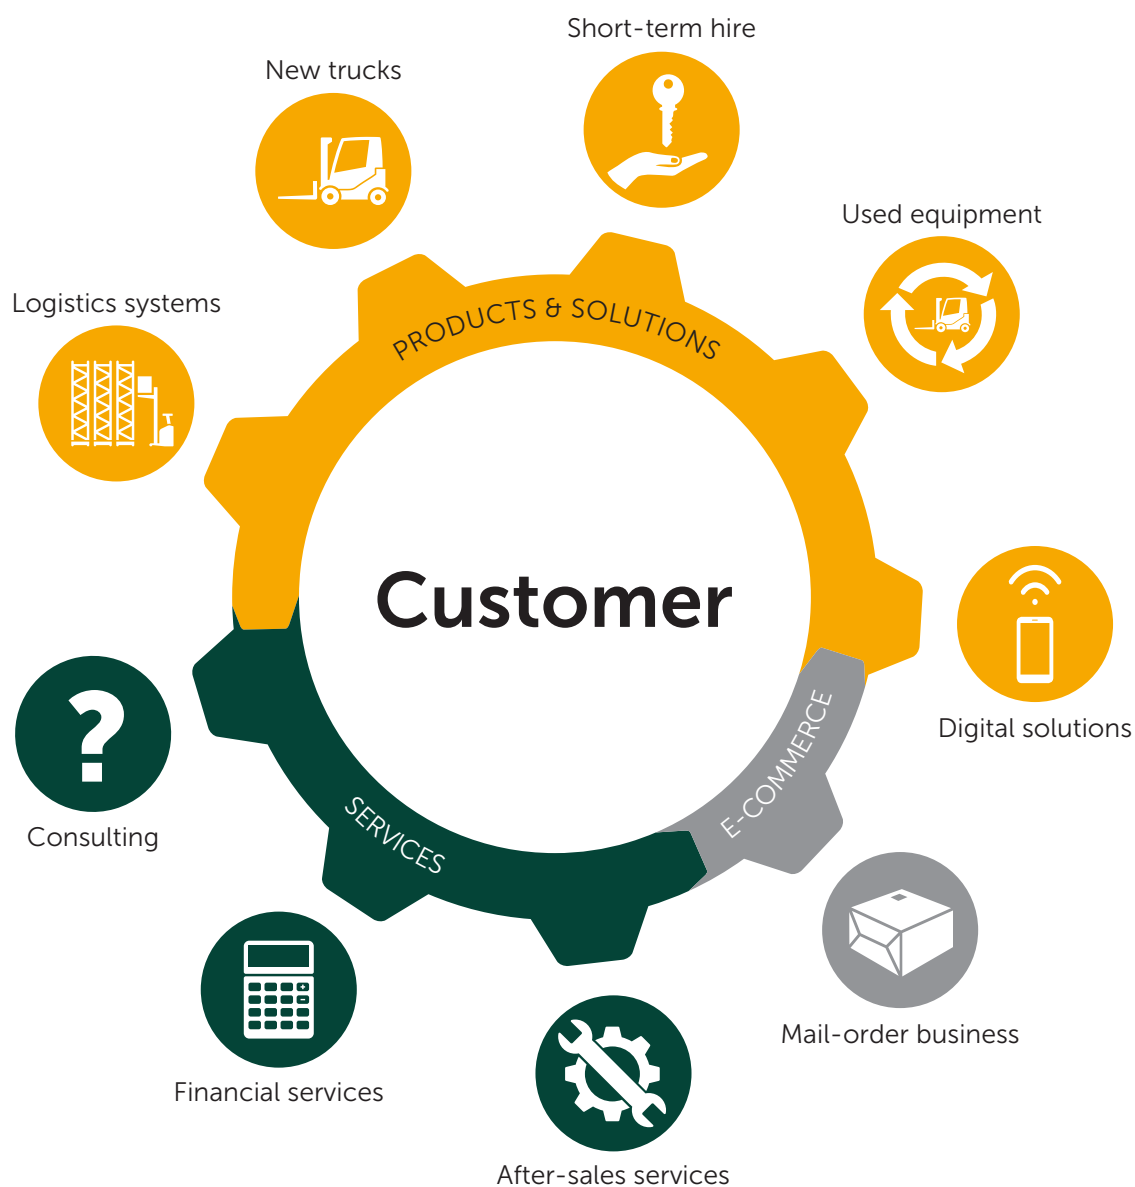 Short-term hire
New trucks
Used equipment
Logistics systems
PRODUCTS & SOLUTIONS
Customer
Digital solutions
E-COMMERCE
SERVICES
Consulting
Mail-order business
Financial services
After-sales services